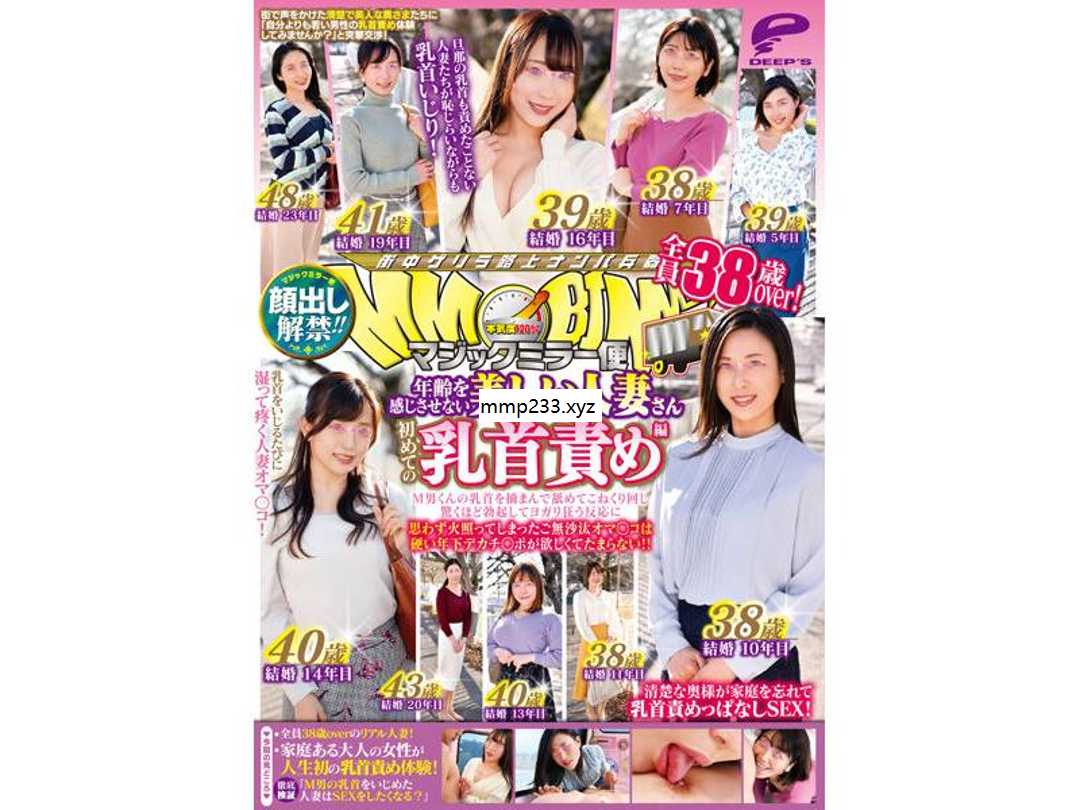 街で声をかけた清楚で美人な奥さまたちに
「自分よりも若い男性の乳首責め体験
してみませんか?」と突撃交渉!
DEEP'S
旦那の乳首も責めたことない
人妻たちが恥じらいながらも
乳首いじり!
48歳
結婚 23年目
41歳
結婚 19年目
39歳
結婚 16年目
38歳
結婚 7年目
39歳
結婚 5年目
全員38歳over!
マジックミラー便
顔出し
解禁!!
本気度120%
マジックミラー便
年齢を
感じさせない
人妻さん
mmp233.xyz
初めての
乳首責め編
M男くんの乳首を摘まんで舐めてこねくり回し
驚くほど勃起してヨガり狂う反応に
思わず火照ってしまったご無沙汰オマ◎コは
硬い年下デカチ◎ポが欲しくてたまらない!!
乳首をいじるたびに
湿って疼く人妻オマ◎コ!
40歳
結婚 14年目
43歳
結婚 20年目
40歳
結婚 13年目
38歳
結婚 11年目
38歳
結婚 10年目
清楚な奥様が家庭を忘れて
乳首責めっぱなしSEX!
・全員38歳overのリアル人妻!
・家庭ある大人の女性が
人生初の乳首責め体験!
徹底
検証
「M男の乳首をいじめた
人妻はSEXをしたくなる?」